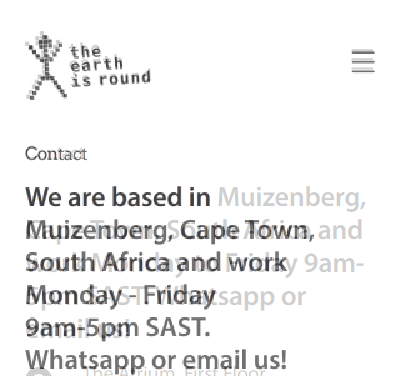 the
earth
is round
Contact
We are based in Muizenberg,
Muizenberg, Cape Town,
South Africa and work
Monday - Friday
9am-5pm SAST.
Whatsapp or email us!
The Atrium, First Floor